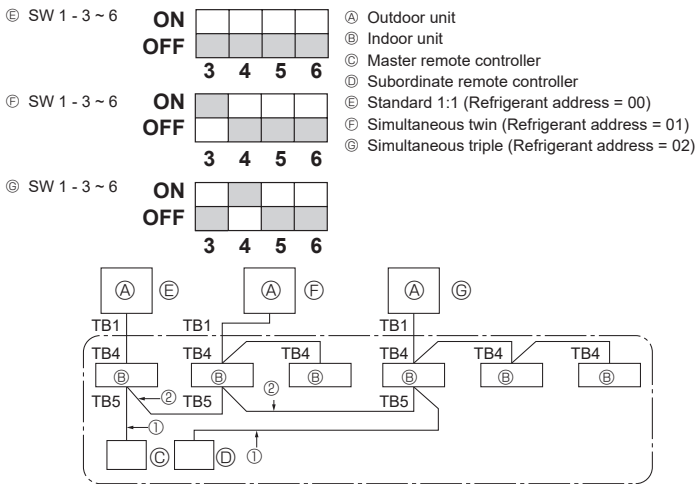 Ⓔ SW 1 - 3 ~ 6
ON
OFF
3 4 5 6
Ⓕ SW 1 - 3 ~ 6
ON
OFF
3 4 5 6
Ⓖ SW 1 - 3 ~ 6
ON
OFF
3 4 5 6
Ⓐ Outdoor unit
Ⓑ Indoor unit
Ⓒ Master remote controller
Ⓓ Subordinate remote controller
Ⓔ Standard 1:1 (Refrigerant address = 00)
Ⓕ Simultaneous twin (Refrigerant address = 01)
Ⓖ Simultaneous triple (Refrigerant address = 02)
Ⓐ Ⓔ Ⓐ Ⓕ Ⓐ Ⓖ
TB1 TB1 TB1
TB4 TB4 TB4 TB4 TB4 TB4
Ⓑ Ⓑ Ⓑ Ⓑ Ⓑ Ⓑ
TB5 ② TB5 ② TB5
①
Ⓒ Ⓓ ①